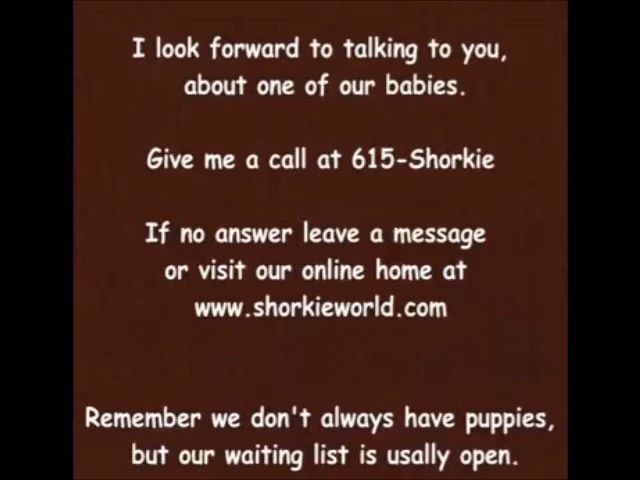 I look forward to talking to you,
about one of our babies.
Give me a call at 615-Shorkie
If no answer leave a message
or visit our online home at
www.shorkieworld.com
Remember we don't always have puppies,
but our waiting list is usally open.